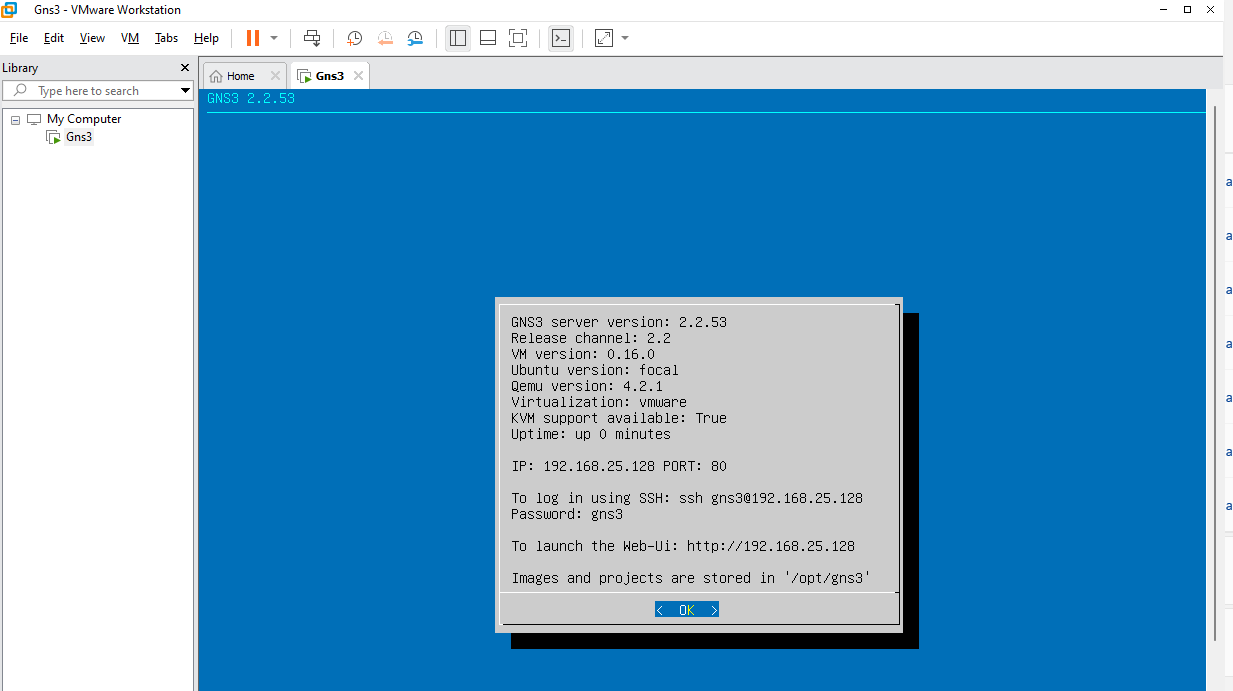 Gns3 - VMware Workstation
File Edit View VM Tabs Help
Library
Home
Gns3
Type here to search
GNS3 2.2.53
My Computer
Gns3
GNS3 server version: 2.2.53
Release channel: 2.2
VM version: 0.16.0
Ubuntu version: focal
Qemu version: 4.2.1
Virtualization: vmware
KVM support available: True
Uptime: up 0 minutes
IP: 192.168.25.128 PORT: 80
To log in using SSH: ssh gns3@192.168.25.128
Password: gns3
To launch the Web-Ui: http://192.168.25.128
Images and projects are stored in '/opt/gns3'
< OK >
a
a
a
a
a
a
a